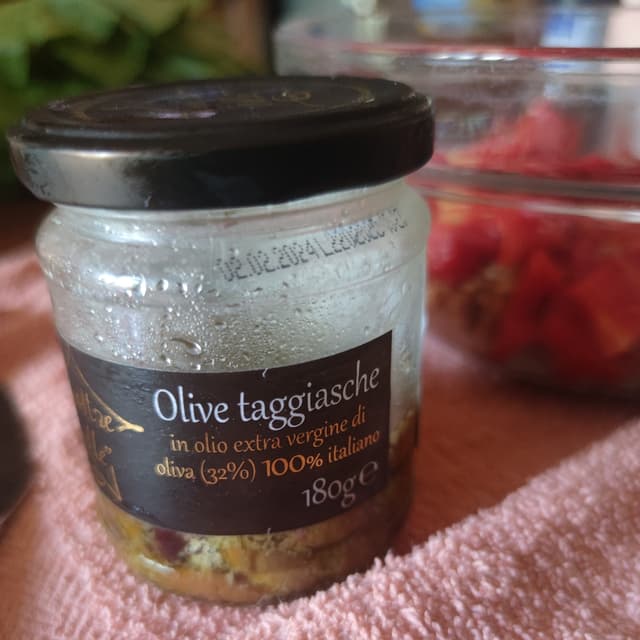 02.02.2024
Olive taggiasche
in olio extra vergine di
oliva (32%) 100% italiano
180g e